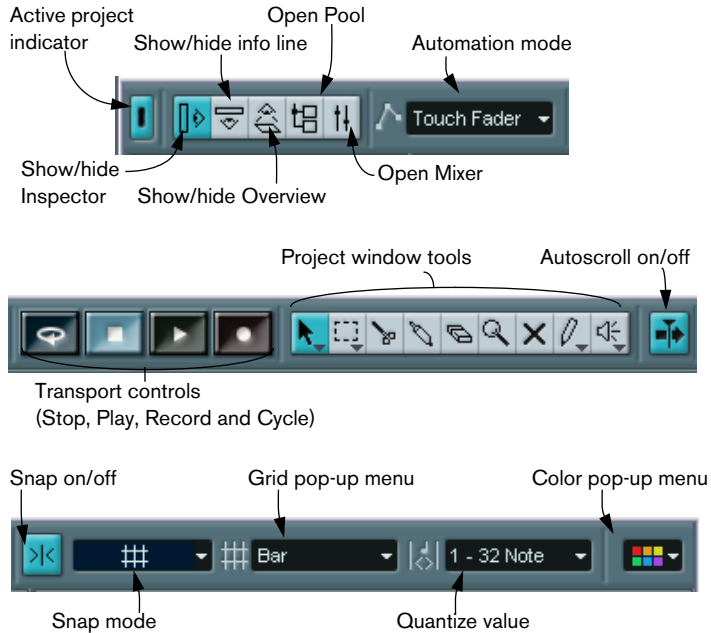 Active project
indicator
Show/hide info line
Open Pool
Automation mode
Touch Fader
Show/hide
Inspector
Show/hide Overview
Open Mixer
Project window tools
Autoscroll on/off
Transport controls
(Stop, Play, Record and Cycle)
Snap on/off
Grid pop-up menu
Color pop-up menu
Bar
1 - 32 Note
Snap mode
Quantize value